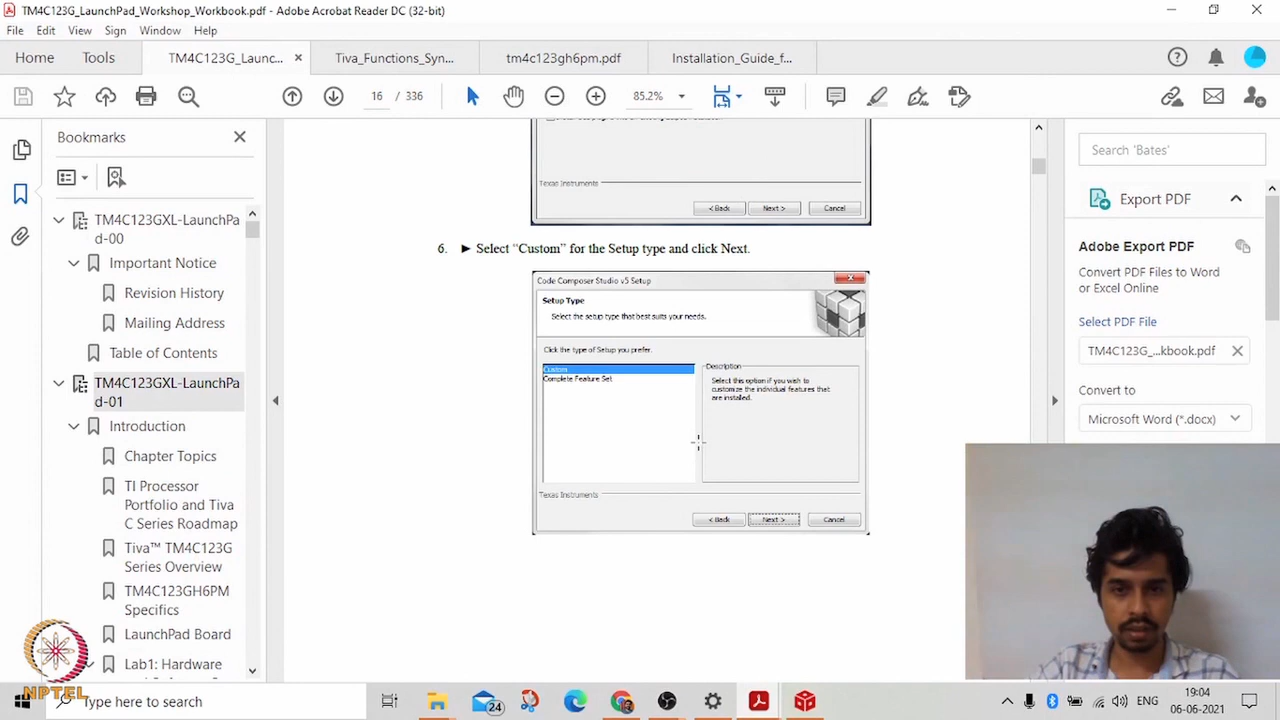 TM4C123G_LaunchPad_Workshop_Workbook.pdf - Adobe Acrobat Reader DC (32-bit)
File Edit View Sign Window Help
Home Tools TM4C123G_Launc... Tiva_Functions_Syn... tm4c123gh6pm.pdf Installation_Guide_f...
16 / 336 85.2%
Bookmarks
TM4C123GXL-LaunchPa
d-00
Important Notice
Revision History
Mailing Address
Table of Contents
TM4C123GXL-LaunchPa
d-01
Introduction
Chapter Topics
TI Processor
Portfolio and Tiva
C Series Roadmap
Tiva™ TM4C123G
Series Overview
TM4C123GH6PM
Specifics
LaunchPad Board
Lab1: Hardware
Texas Instruments
< Back Next > Cancel
6. ► Select “Custom” for the Setup type and click Next.
Code Composer Studio v5 Setup
Setup Type
Select the setup type that best suits your needs.
Click the type of Setup you prefer.
Custom
Complete Feature Set
Description
Select this option if you wish to
customize the individual features that
are installed.
Texas Instruments
< Back Next > Cancel
Search 'Bates'
Export PDF
Adobe Export PDF
Convert PDF Files to Word
or Excel Online
Select PDF File
TM4C123G_...kbook.pdf
Convert to
Microsoft Word (*.docx)
NPTEL
Type here to search
24
ENG
19:04
06-06-2021